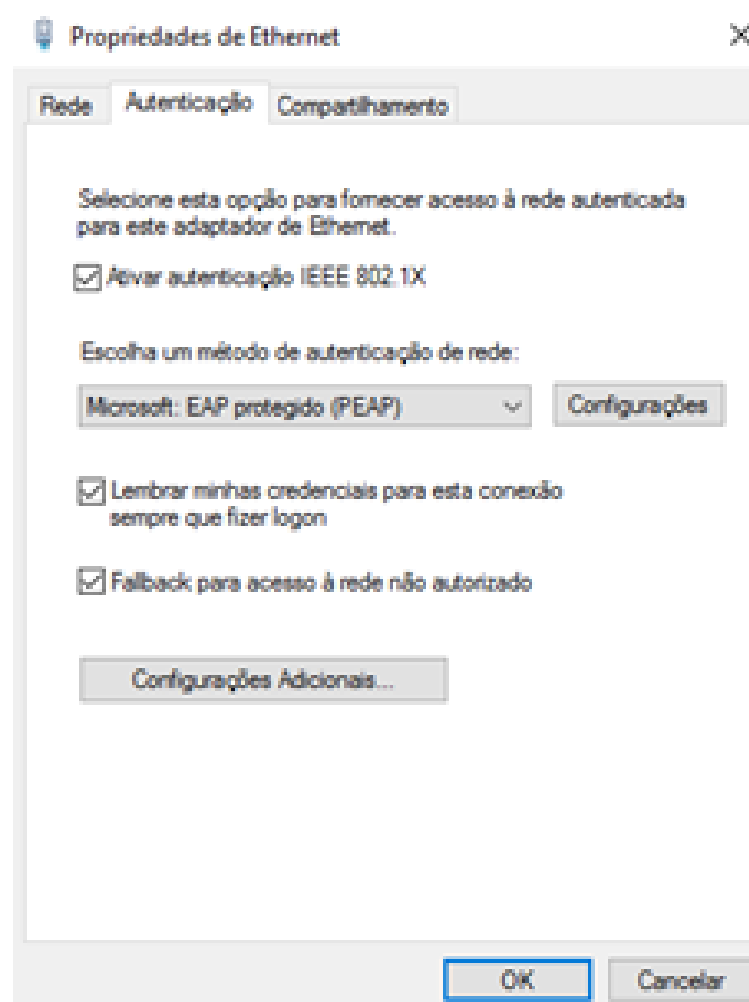 Propriedades de Ethernet
Rede
Autenticação
Compartilhamento
Selecione esta opção para fornecer acesso à rede autenticada
para este adaptador de Ethernet.
Ativar autenticação IEEE 802.1X
Escolha um método de autenticação de rede:
Microsoft: EAP protegido (PEAP)
Configurações
Lembrar minhas credenciais para esta conexão
sempre que fizer logon
Fallback para acesso à rede não autorizado
Configurações Adicionais...
OK
Cancelar